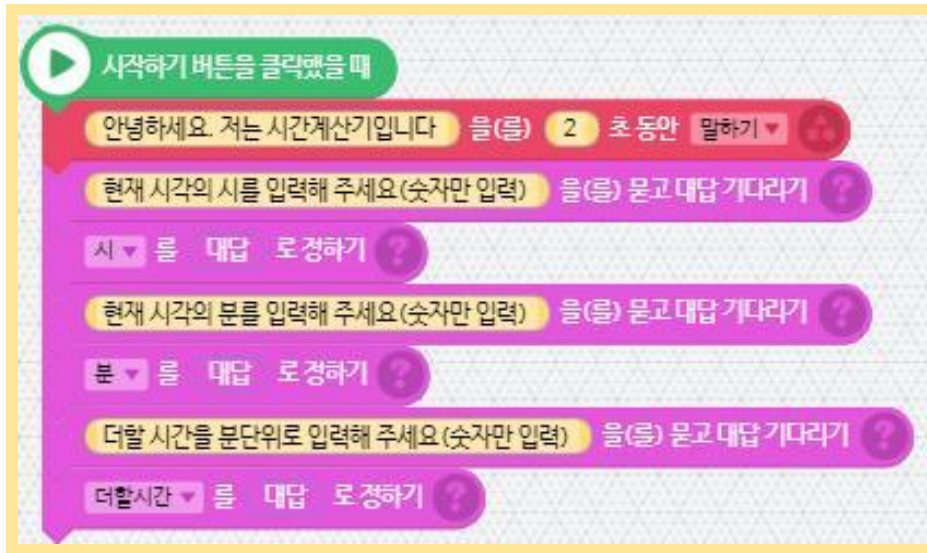 시작하기 버튼을 클릭했을 때
안녕하세요. 저는 시간계산기입니다 을(를) 2 초 동안 말하기
현재 시각의 시를 입력해 주세요(숫자만 입력) 을(를) 묻고 대답 기다리기 ?
시 를 대답 로 정하기 ?
현재 시각의 분를 입력해 주세요(숫자만 입력) 을(를) 묻고 대답 기다리기 ?
분 를 대답 로 정하기 ?
더할 시간을 분단위로 입력해 주세요(숫자만 입력) 을(를) 묻고 대답 기다리기 ?
더할시간 를 대답 로 정하기 ?